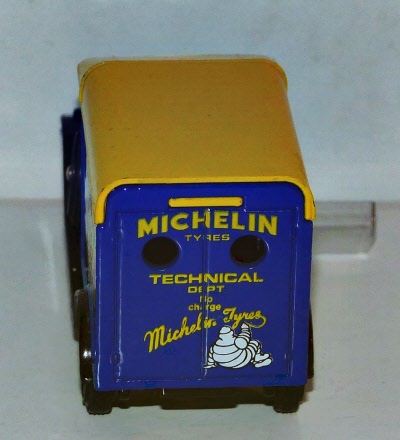 MICHELIN
TYRES
TECHNICAL
DEPT
No
charge
Michelin Tyres